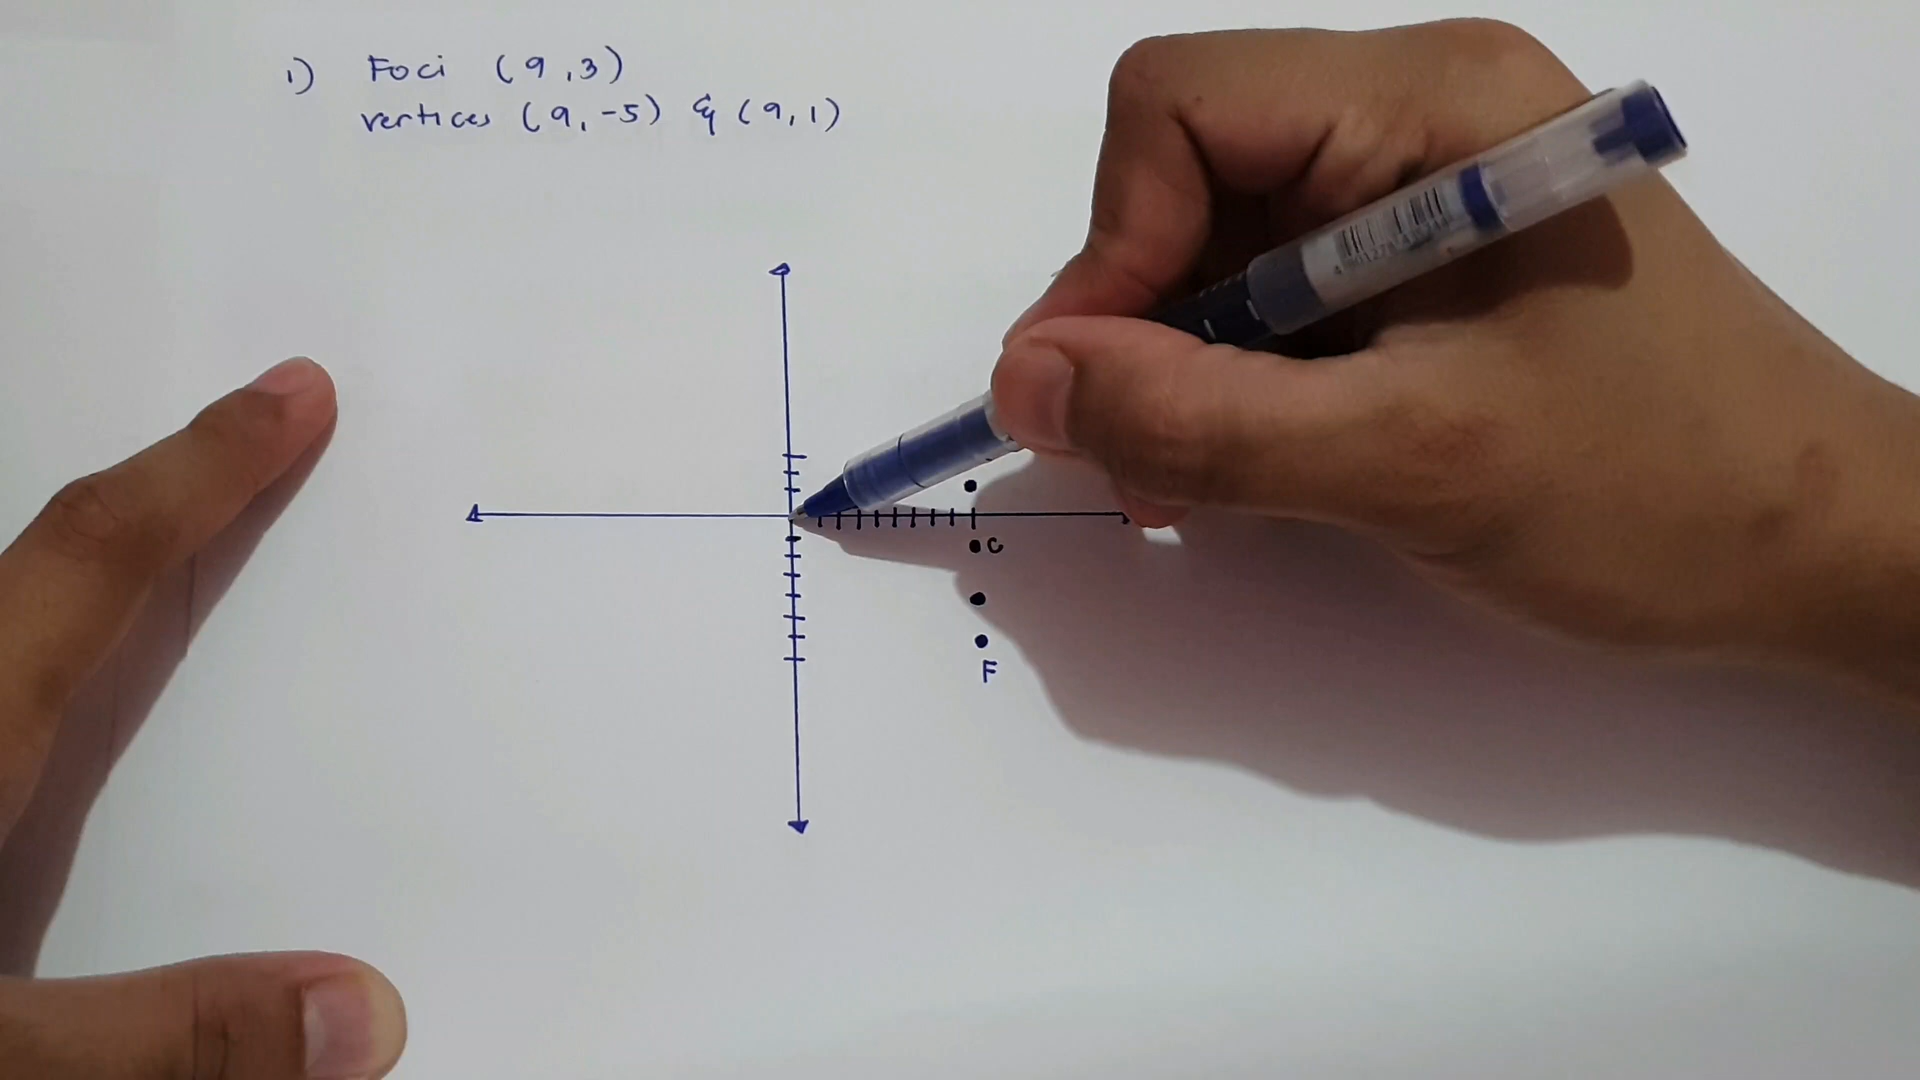 1) Foci (9,3)
vertices (9,-5) & (9,1)
C
F